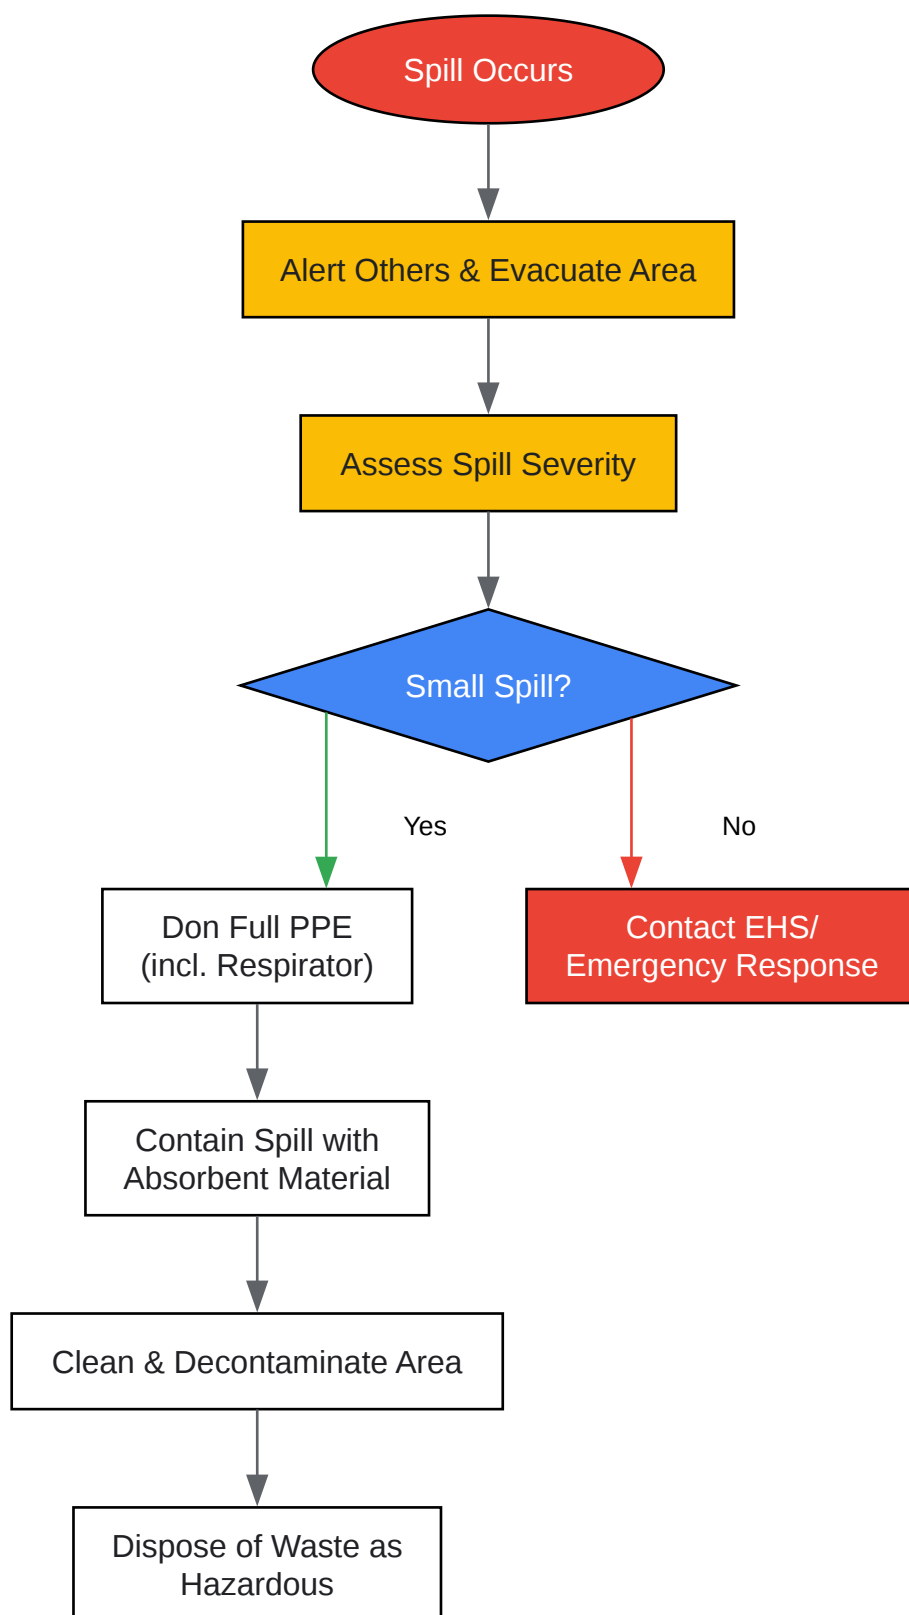 Spill Occurs
Alert Others & Evacuate Area
Assess Spill Severity
Small Spill?
Yes
No
Don Full PPE
(incl. Respirator)
Contact EHS/
Emergency Response
Contain Spill with
Absorbent Material
Clean & Decontaminate Area
Dispose of Waste as
Hazardous